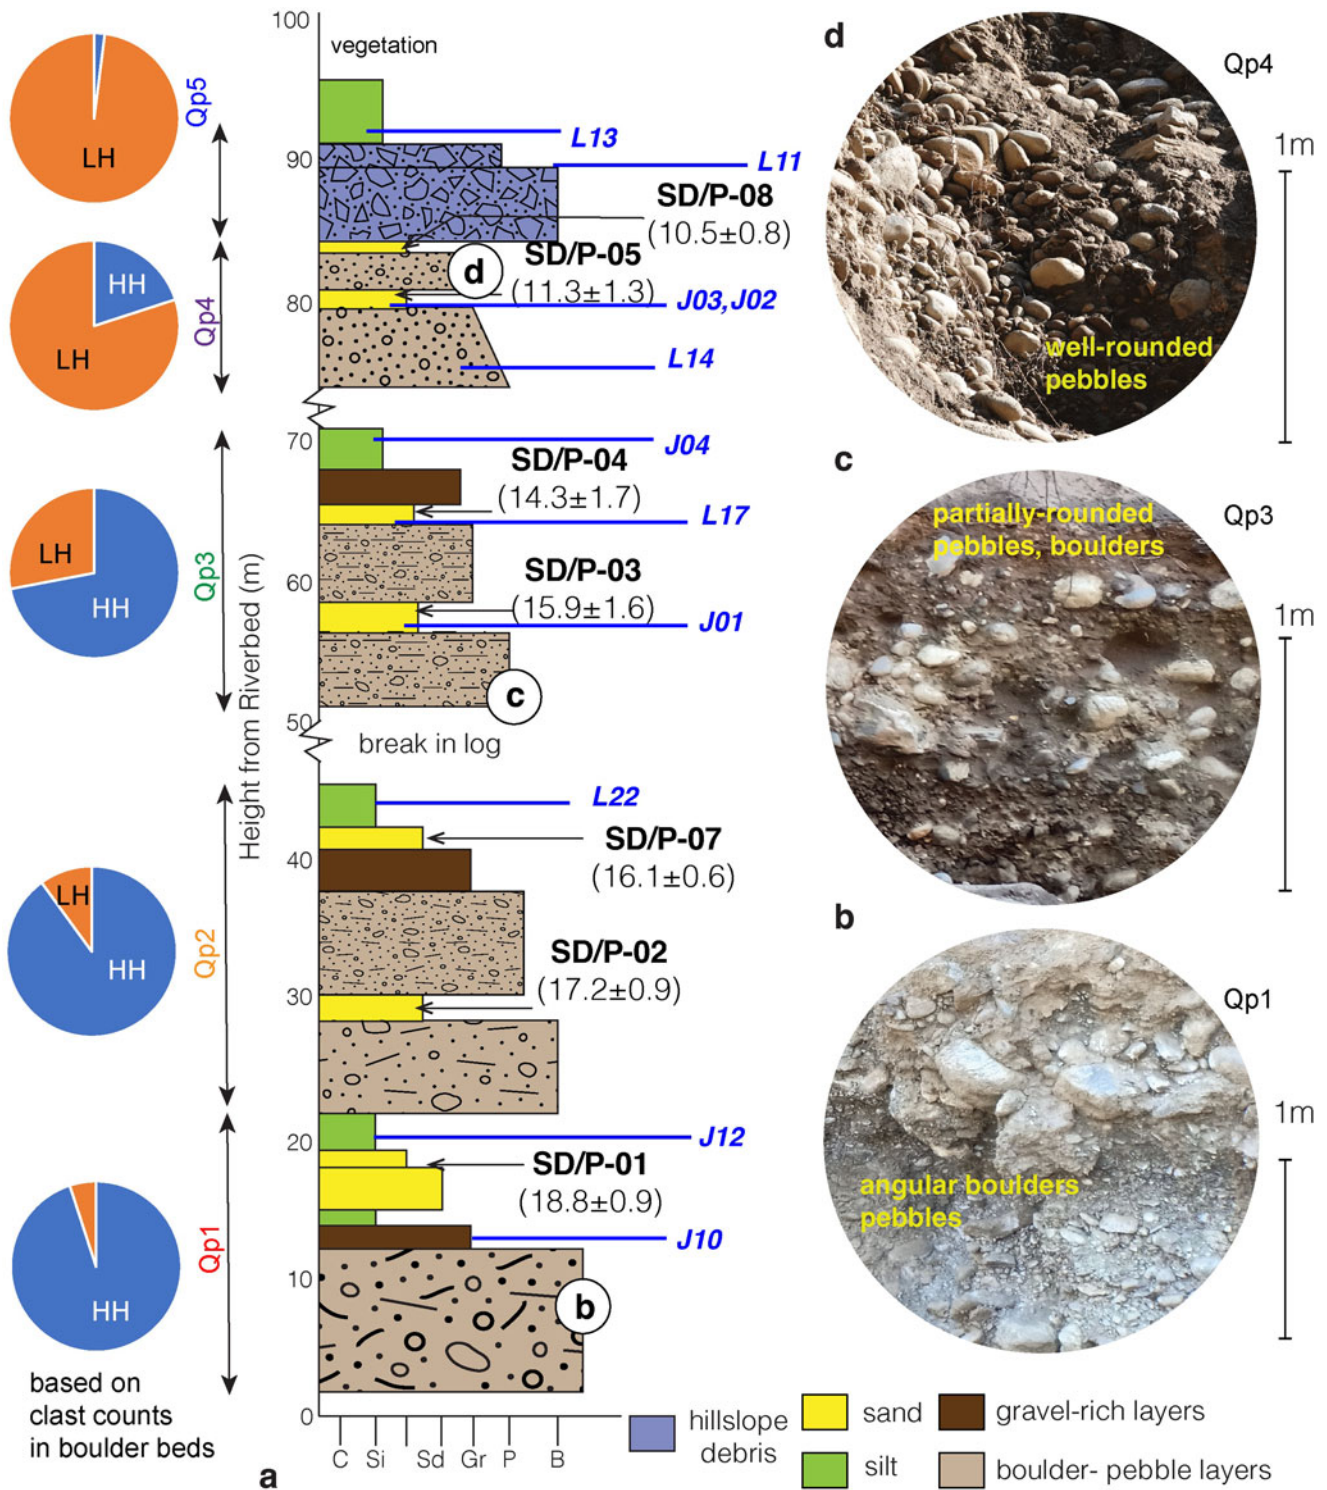 100
vegetation
Qp5
LH
L13
90
L11
SD/P-08
(10.5±0.8)
d
SD/P-05
(11.3±1.3)
HH
LH
Qp4
80
J03,J02
L14
70
J04
SD/P-04
(14.3±1.7)
L17
LH
HH
Qp3
60
SD/P-03
(15.9±1.6)
J01
c
50
break in log
Height from Riverbed (m)
L22
SD/P-07
(16.1±0.6)
40
LH
HH
Qp2
SD/P-02
(17.2±0.9)
30
20
J12
SD/P-01
(18.8±0.9)
Qp1
J10
HH
10
b
0
C Si Sd Gr P B
based on
clast counts
in boulder beds
a
d
Qp4
1m
well-rounded
pebbles
c
Qp3
partially-rounded
pebbles, boulders
1m
b
Qp1
1m
angular boulders
pebbles
hillslope
debris
sand
gravel-rich layers
silt
boulder- pebble layers